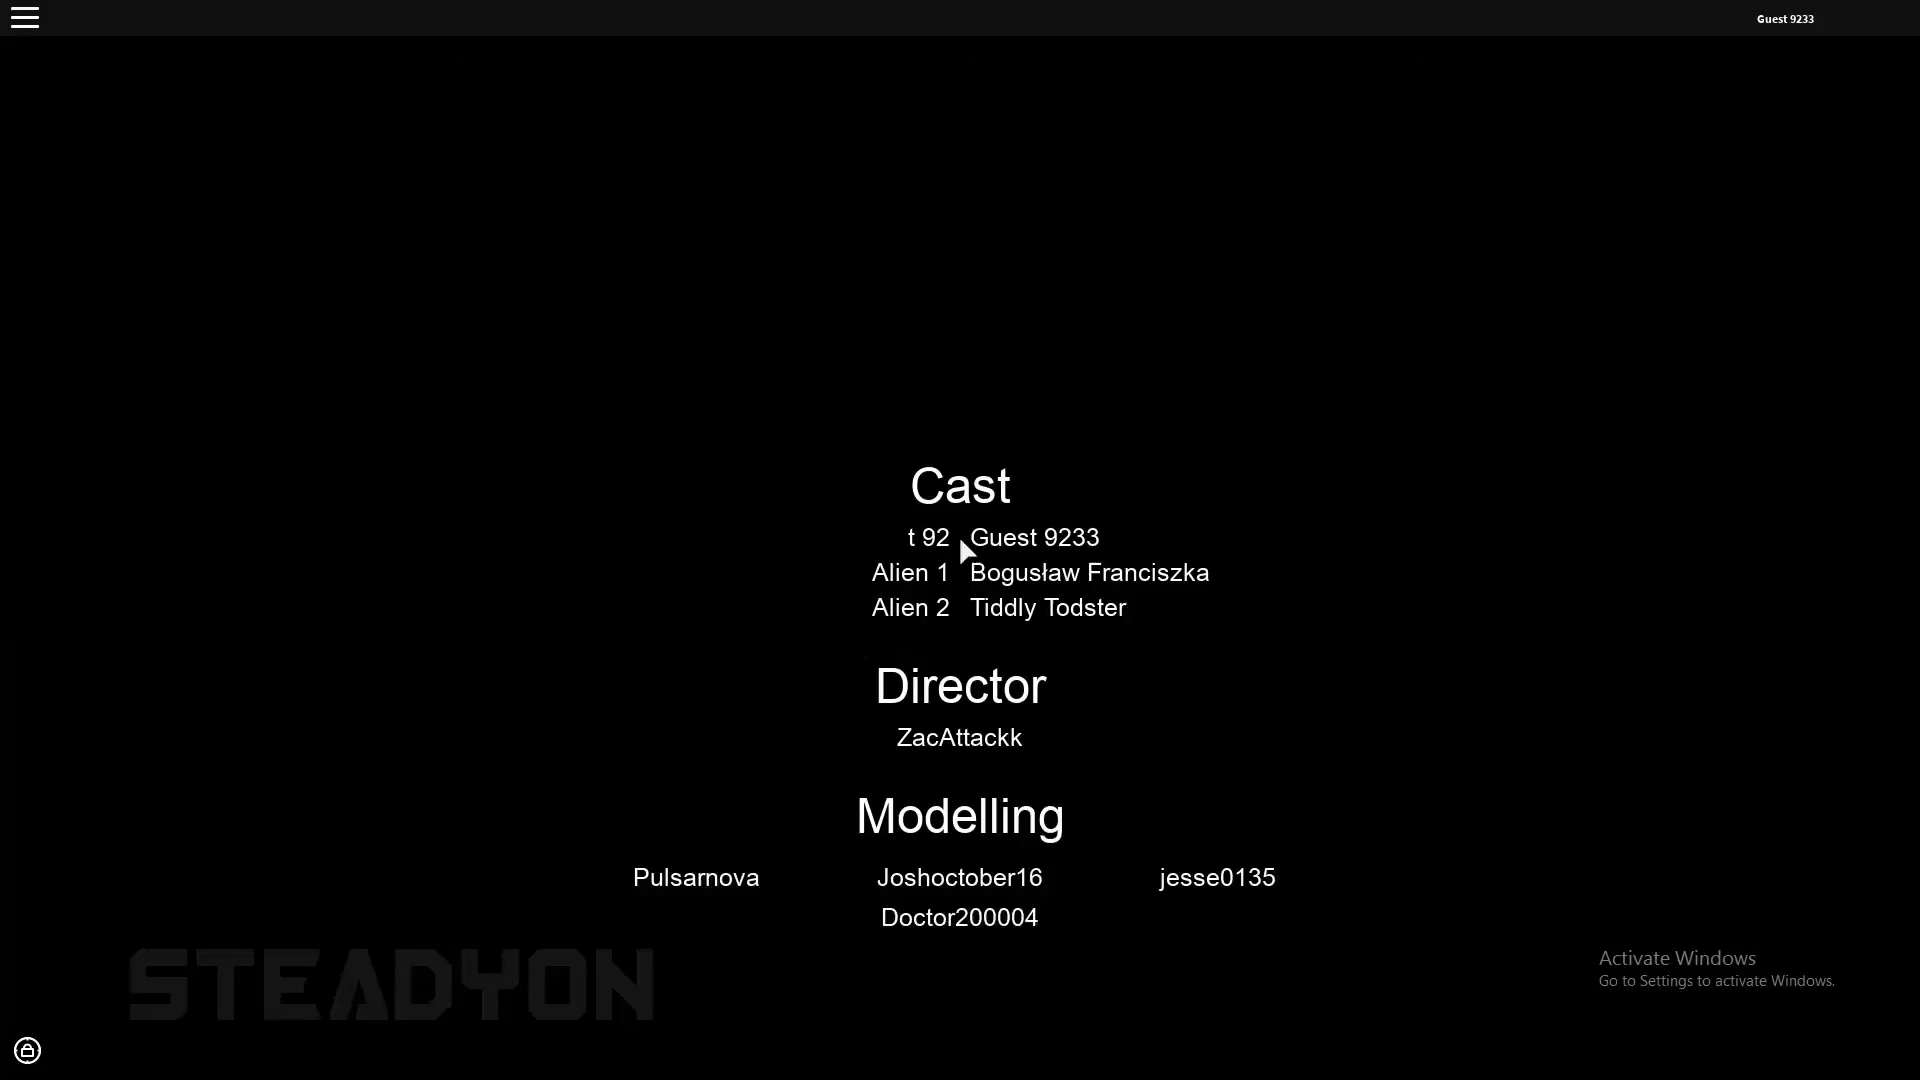 Guest 9233
Cast
t 92 Guest 9233
Alien 1 Bogusław Franciszka
Alien 2 Tiddly Todster
Director
ZacAttackk
Modelling
Pulsarnova Joshoctober16 jesse0135
Doctor200004
STEADYON
Activate Windows
Go to Settings to activate Windows.